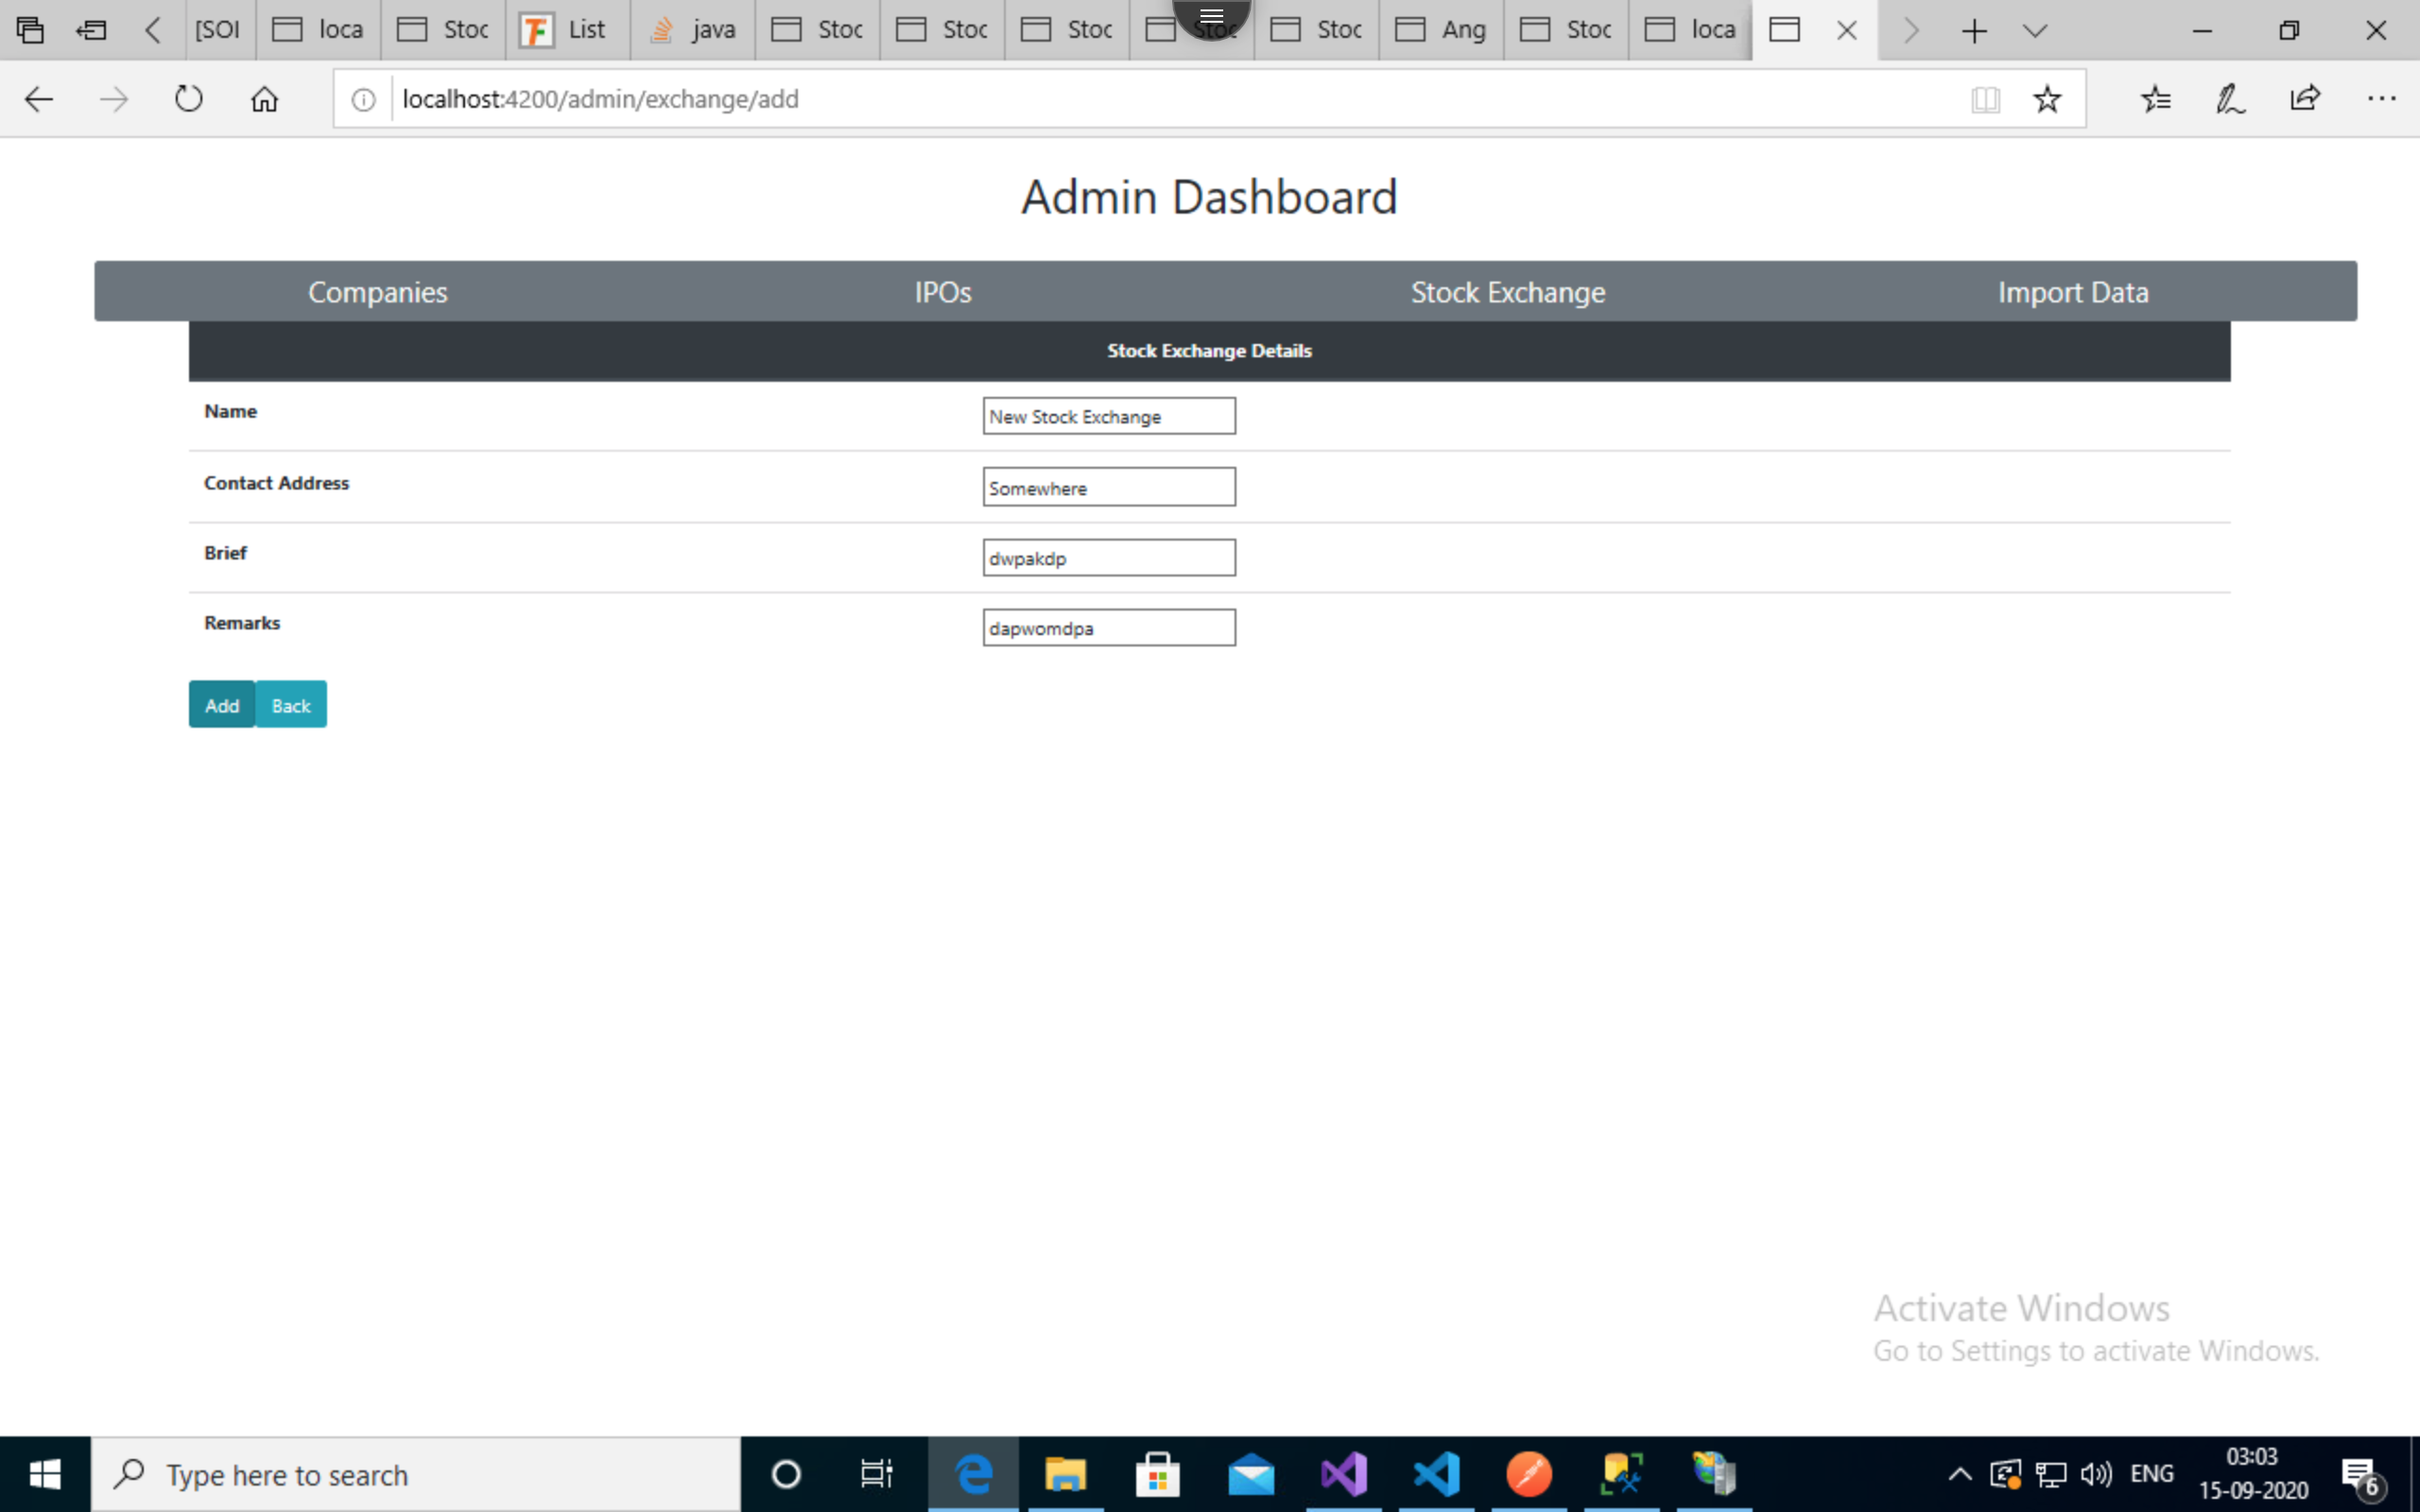 [SOI loca Stoc List java Stoc Stoc Stoc Stoc Stoc Ang Stoc loca
localhost:4200/admin/exchange/add
Admin Dashboard
Companies IPOs Stock Exchange Import Data
Stock Exchange Details
Name New Stock Exchange
Contact Address Somewhere
Brief dwpakdp
Remarks dapwomdpa
Add Back
Activate Windows
Go to Settings to activate Windows.
Type here to search
ENG
03:03
15-09-2020
6